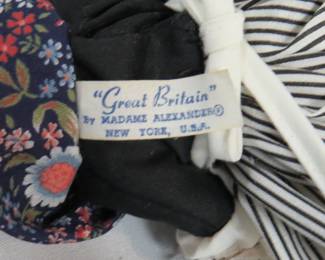 "Great Britain"
By MADAME ALEXANDER®
NEW YORK, U.S.A.